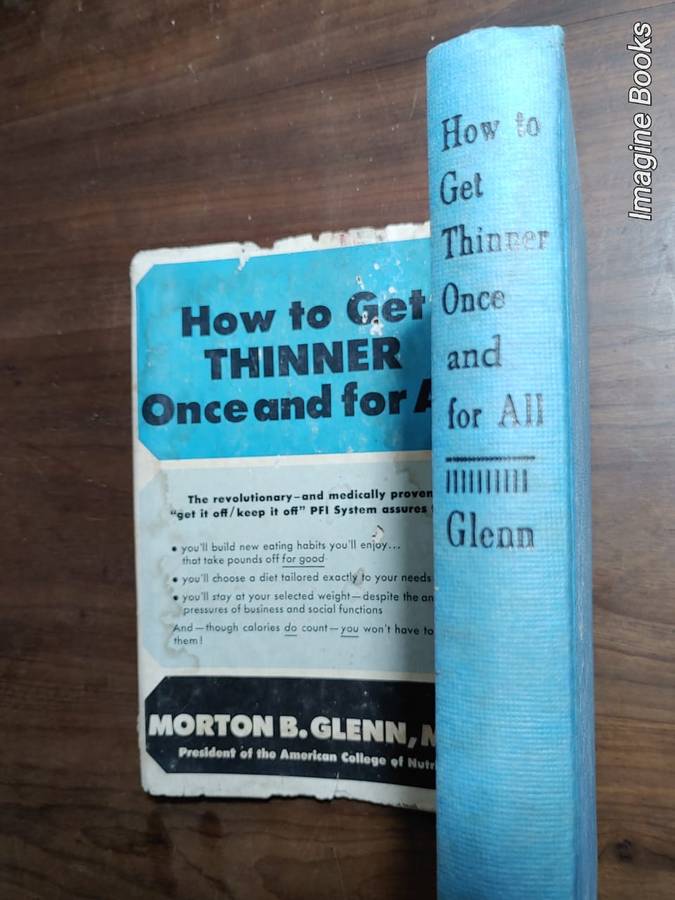 Imagine Books
How to
Get
Thinner
Once
and
for All
Glenn
How to Get
THINNER
Once and for A
The revolutionary—and medically proven
"get it off/keep it off" PFI System assures
• you'll build new eating habits you'll enjoy...
that take pounds off for good
• you'll choose a diet tailored exactly to your needs
• you'll stay at your selected weight—despite the
pressures of business and social functions
And—though calories do count—you won't have to
them!
MORTON B. GLENN, M
President of the American College of Nutri